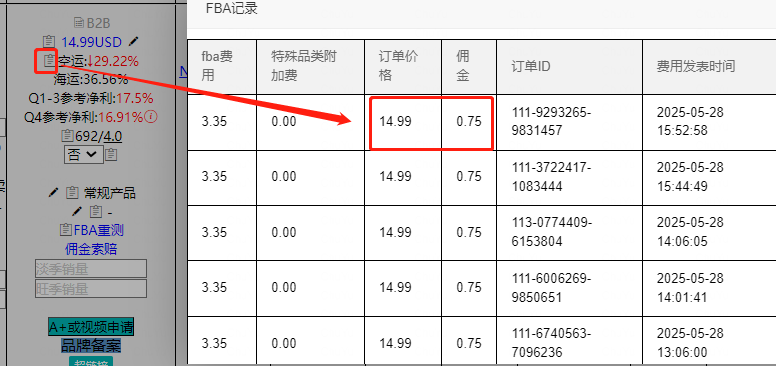 B2B
14.99USD
空运:↓29.22%
海运:36.56%
Q1-3参考净利:17.5%
Q4参考净利:16.91%
692/4.0
否
常规产品
-
FBA重测
佣金索赔
淡季销量
旺季销量
A+或视频申请
品牌备案
超链接
N
FBA记录
fba费用 特殊品类附加费 订单价格 佣金 订单ID 费用发表时间
3.35 0.00 14.99 0.75 111-9293265-9831457 2025-05-28 15:52:58
3.35 0.00 14.99 0.75 111-3722417-1083444 2025-05-28 15:44:49
3.35 0.00 14.99 0.75 113-0774409-6153804 2025-05-28 14:06:05
3.35 0.00 14.99 0.75 111-6006269-9850651 2025-05-28 14:01:41
3.35 0.00 14.99 0.75 111-6740563-7096236 2025-05-28 13:06:00